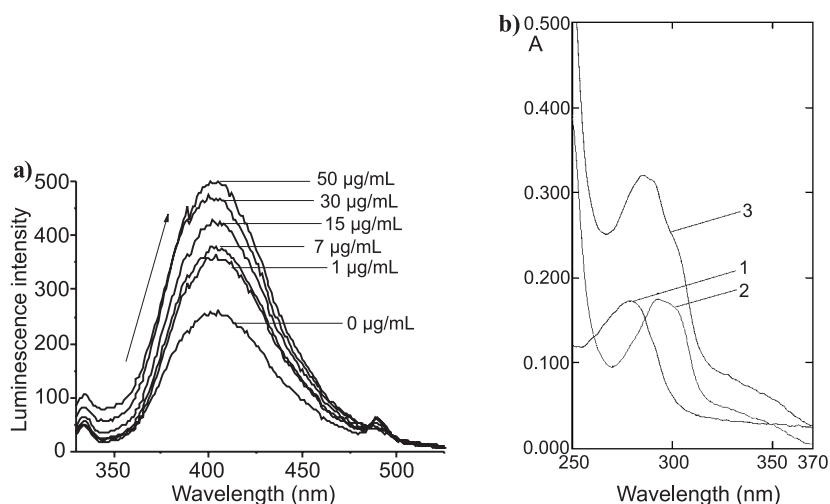 a)
500
400
300
200
100
0
Luminescence intensity
50 µg/mL
30 µg/mL
15 µg/mL
7 µg/mL
1 µg/mL
0 µg/mL
350
400
450
500
Wavelength (nm)
b)
0.500
A
0.400
0.300
0.200
0.100
0.000
3
1
2
250
300
350
370
Wavelength (nm)